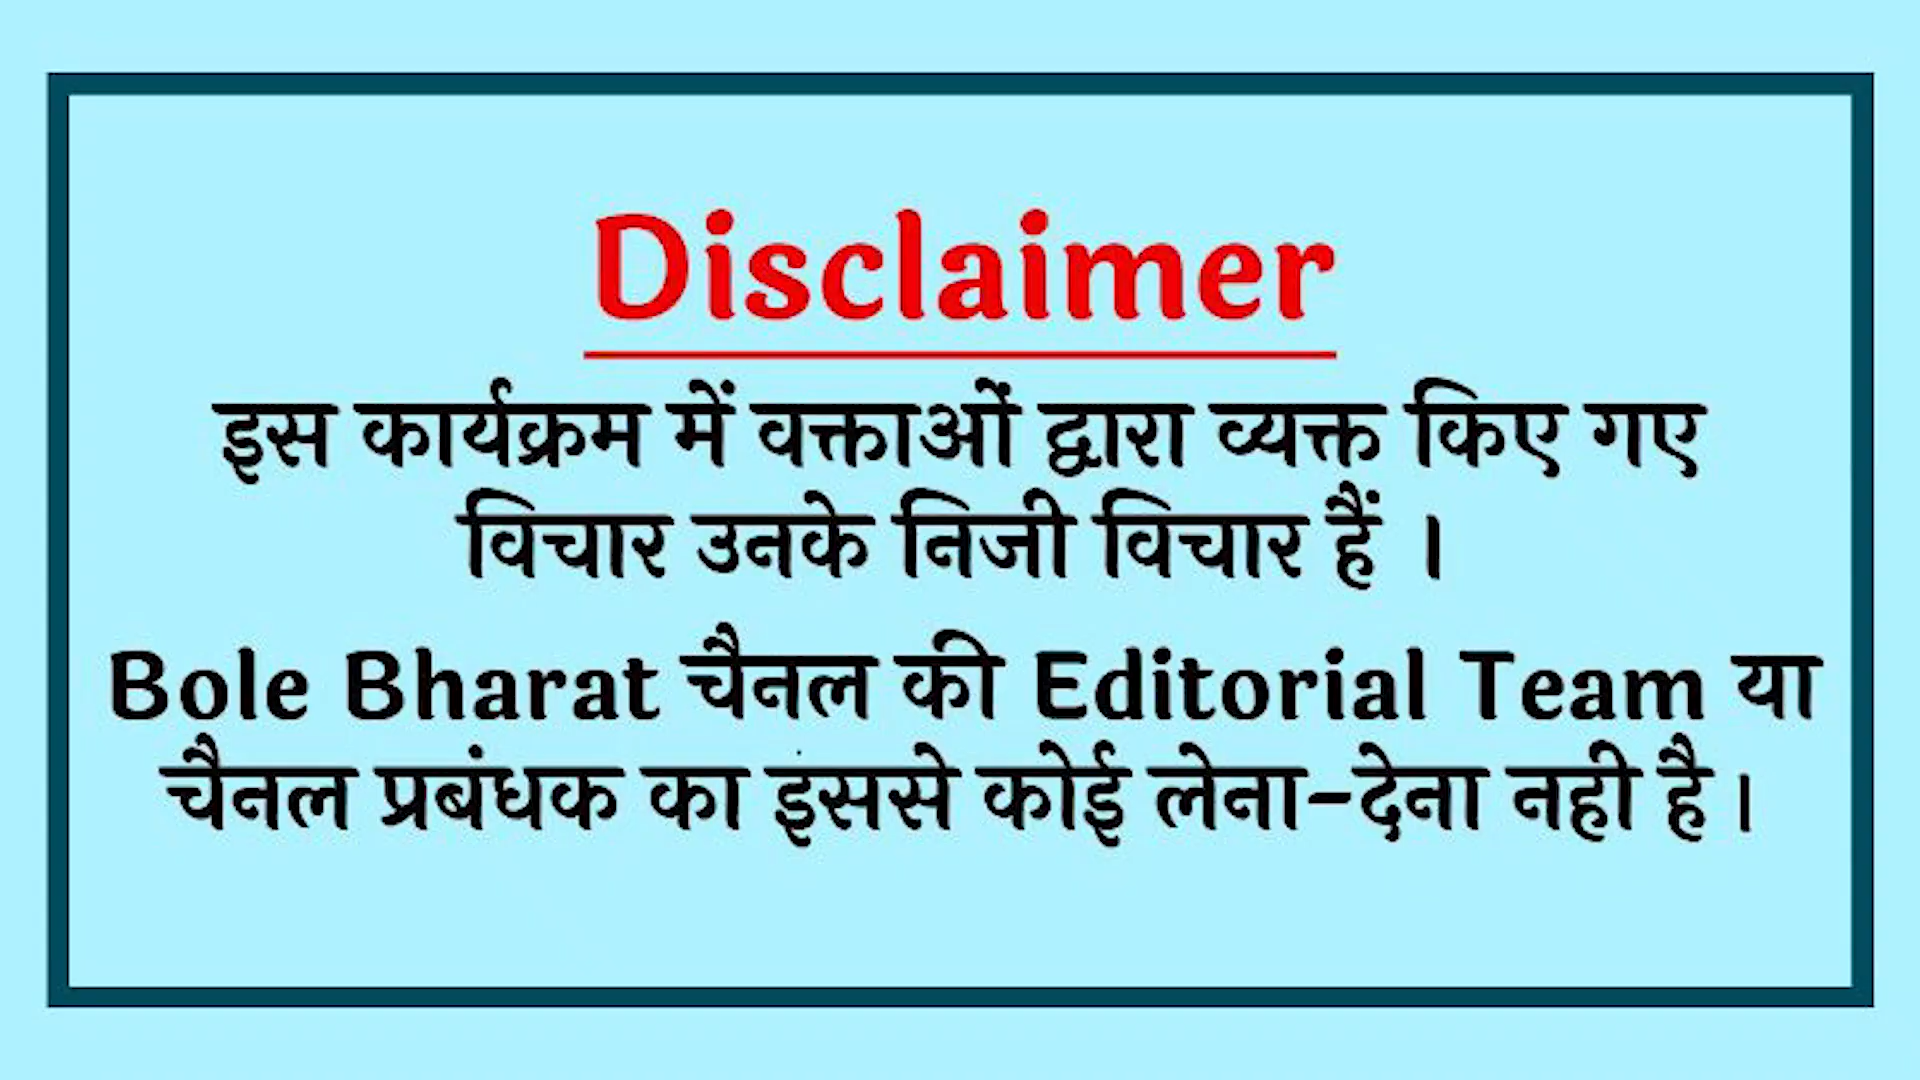 Disclaimer
इस कार्यक्रम में वक्ताओं द्वारा व्यक्त किए गए
विचार उनके निजी विचार हैं ।
Bole Bharat चैनल की Editorial Team या
चैनल प्रबंधक का इससे कोई लेना-देना नही है।